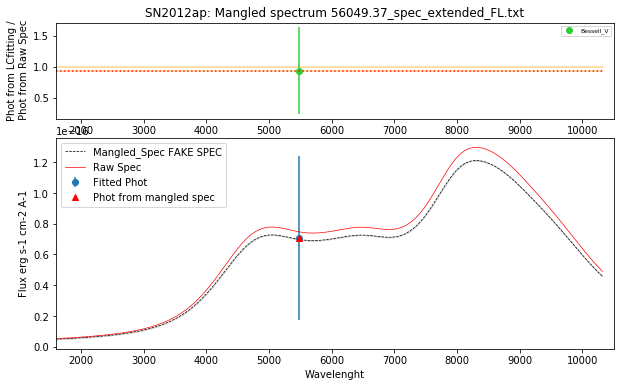 SN2012ap: Mangled spectrum 56049.37_spec_extended_FL.txt
Phot from LCfitting /
Phot from Raw Spec
1.5
1.0
0.5
Bessell_V
2000 3000 4000 5000 6000 7000 8000 9000 10000
1e−16
Flux erg s-1 cm-2 A-1
1.2
1.0
0.8
0.6
0.4
0.2
0.0
Mangled_Spec FAKE SPEC
Raw Spec
Fitted Phot
Phot from mangled spec
2000 3000 4000 5000 6000 7000 8000 9000 10000
Wavelenght